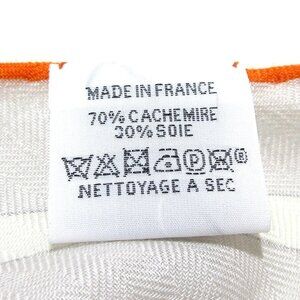 MADE IN FRANCE
70% CACHEMIRE
30% SOIE
NETTOYAGE A SEC